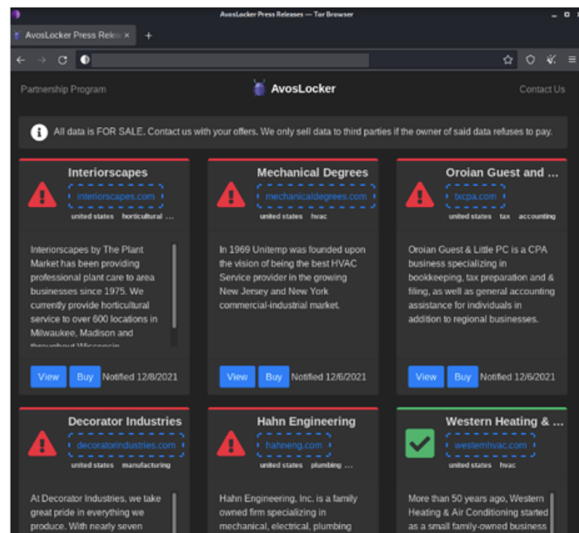 AvosLocker Press Releases — Tor Browser
AvosLocker Press Rele
Partnership Program
AvosLocker
Contact Us
All data is FOR SALE. Contact us with your offers. We only sell data to third parties if the owner of said data refuses to pay.
Interiorscapes
interiorscapes.com
united states horticultural ...
Interiorscapes by The Plant
Market has been providing
professional plant care to area
businesses since 1975. We
currently provide horticultural
service to over 600 locations in
Milwaukee, Madison and
throughout Wisconsin
View Buy Notified 12/8/2021
Mechanical Degrees
mechanicaldegrees.com
united states hvac
In 1969 Unitemp was founded upon
the vision of being the best HVAC
Service provider in the growing
New Jersey and New York
commercial-industrial market.
View Buy Notified 12/6/2021
Oroian Guest and ...
txcpa.com
united states tax accounting
Oroian Guest & Little PC is a CPA
business specializing in
bookkeeping, tax preparation and &
filing, as well as general accounting
assistance for individuals in
addition to regional businesses.
View Buy Notified 12/6/2021
Decorator Industries
decoratorindustries.com
united states manufacturing
At Decorator Industries, we take
great pride in everything we
produce. With nearly seven
Hahn Engineering
hahneng.com
united states plumbing ...
Hahn Engineering, Inc. is a family
owned firm specializing in
mechanical, electrical, plumbing
Western Heating & ...
westernhvac.com
united states hvac
More than 50 years ago, Western
Heating & Air Conditioning started
as a small family-owned business